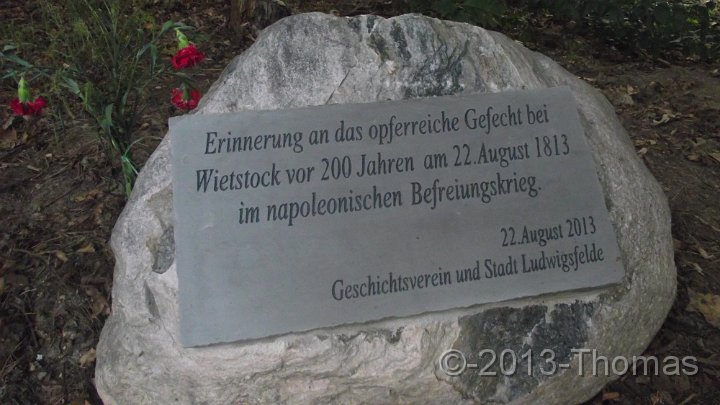 Erinnerung an das opferreiche Gefecht bei
Wietstock vor 200 Jahren am 22.August 1813
im napoleonischen Befreiungskrieg.
22.August 2013
Geschichtsverein und Stadt Ludwigsfelde
©-2013-Thomas